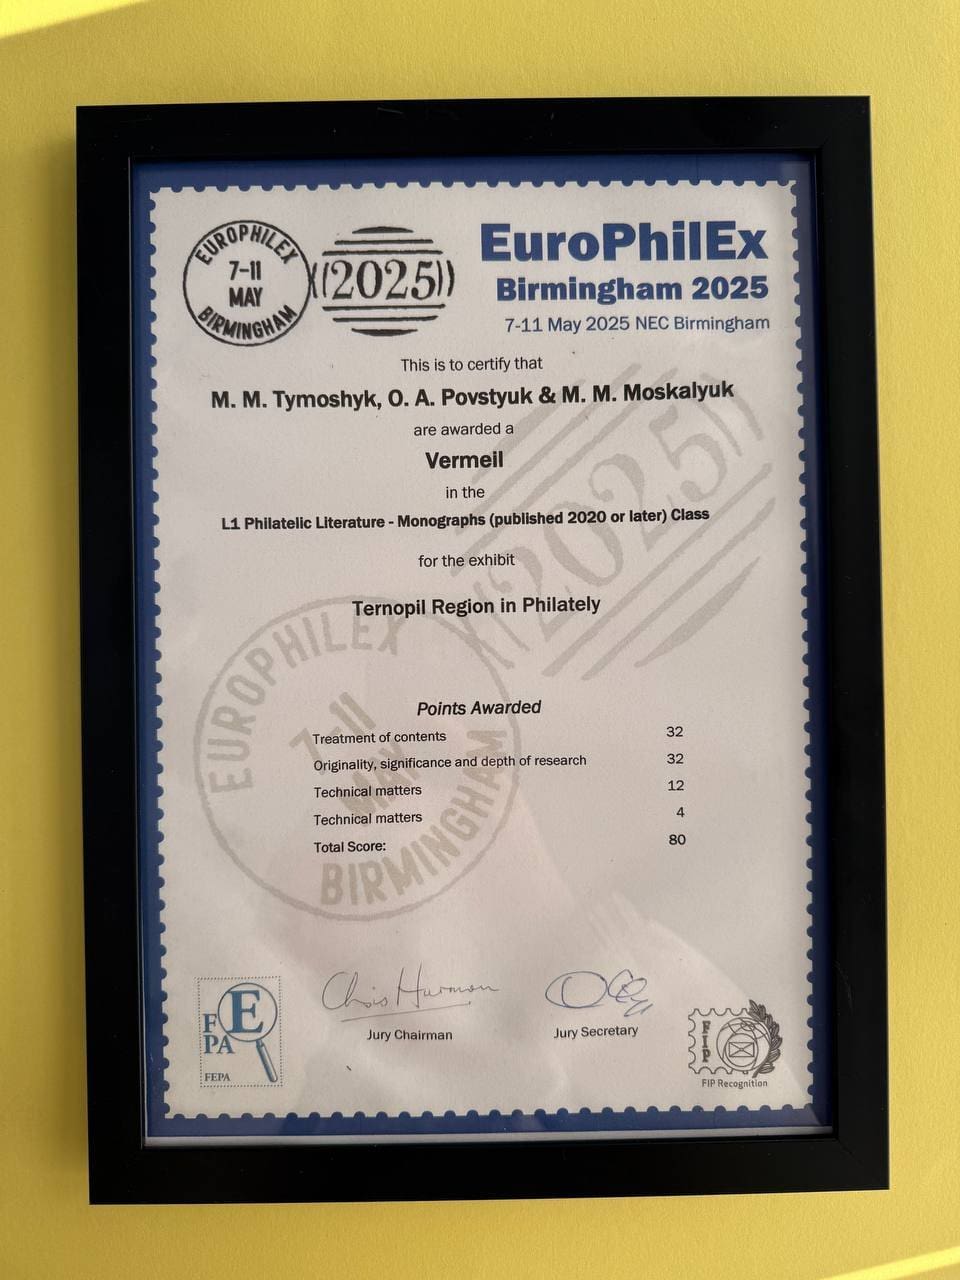 EUROPHILEX
7-11
MAY
BIRMINGHAM
((2025))
EuroPhilEx
Birmingham 2025
7-11 May 2025 NEC Birmingham
This is to certify that
M. M. Tymoshyk, O. A. Povstyuk & M. M. Moskalyuk
are awarded a
Vermeil
in the
L1 Philatelic Literature - Monographs (published 2020 or later) Class
for the exhibit
Ternopil Region in Philately
((2025))
EUROPHILEX
7-11
MAY
BIRMINGHAM
Points Awarded
Treatment of contents 32
Originality, significance and depth of research 32
Technical matters 12
Technical matters 4
Total Score: 80
Chris Harman
Jury Chairman
Jury Secretary
E
F
PA
FEPA
FIP
FIP Recognition